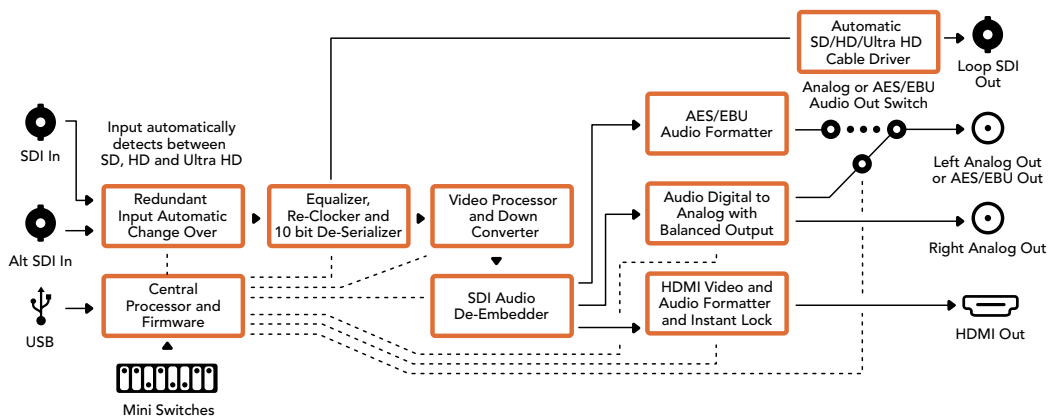 Automatic
SD/HD/Ultra HD
Cable Driver
Loop SDI
Out
Analog or AES/EBU
Audio Out Switch
SDI In
Input automatically
detects between
SD, HD and Ultra HD
AES/EBU
Audio Formatter
Left Analog Out
or AES/EBU Out
Alt SDI In
Redundant
Input Automatic
Change Over
Equalizer,
Re-Clocker and
10 bit De-Serializer
Video Processor
and Down
Converter
Audio Digital to
Analog with
Balanced Output
Right Analog Out
USB
Central
Processor and
Firmware
SDI Audio
De-Embedder
HDMI Video and
Audio Formatter
and Instant Lock
HDMI Out
Mini Switches